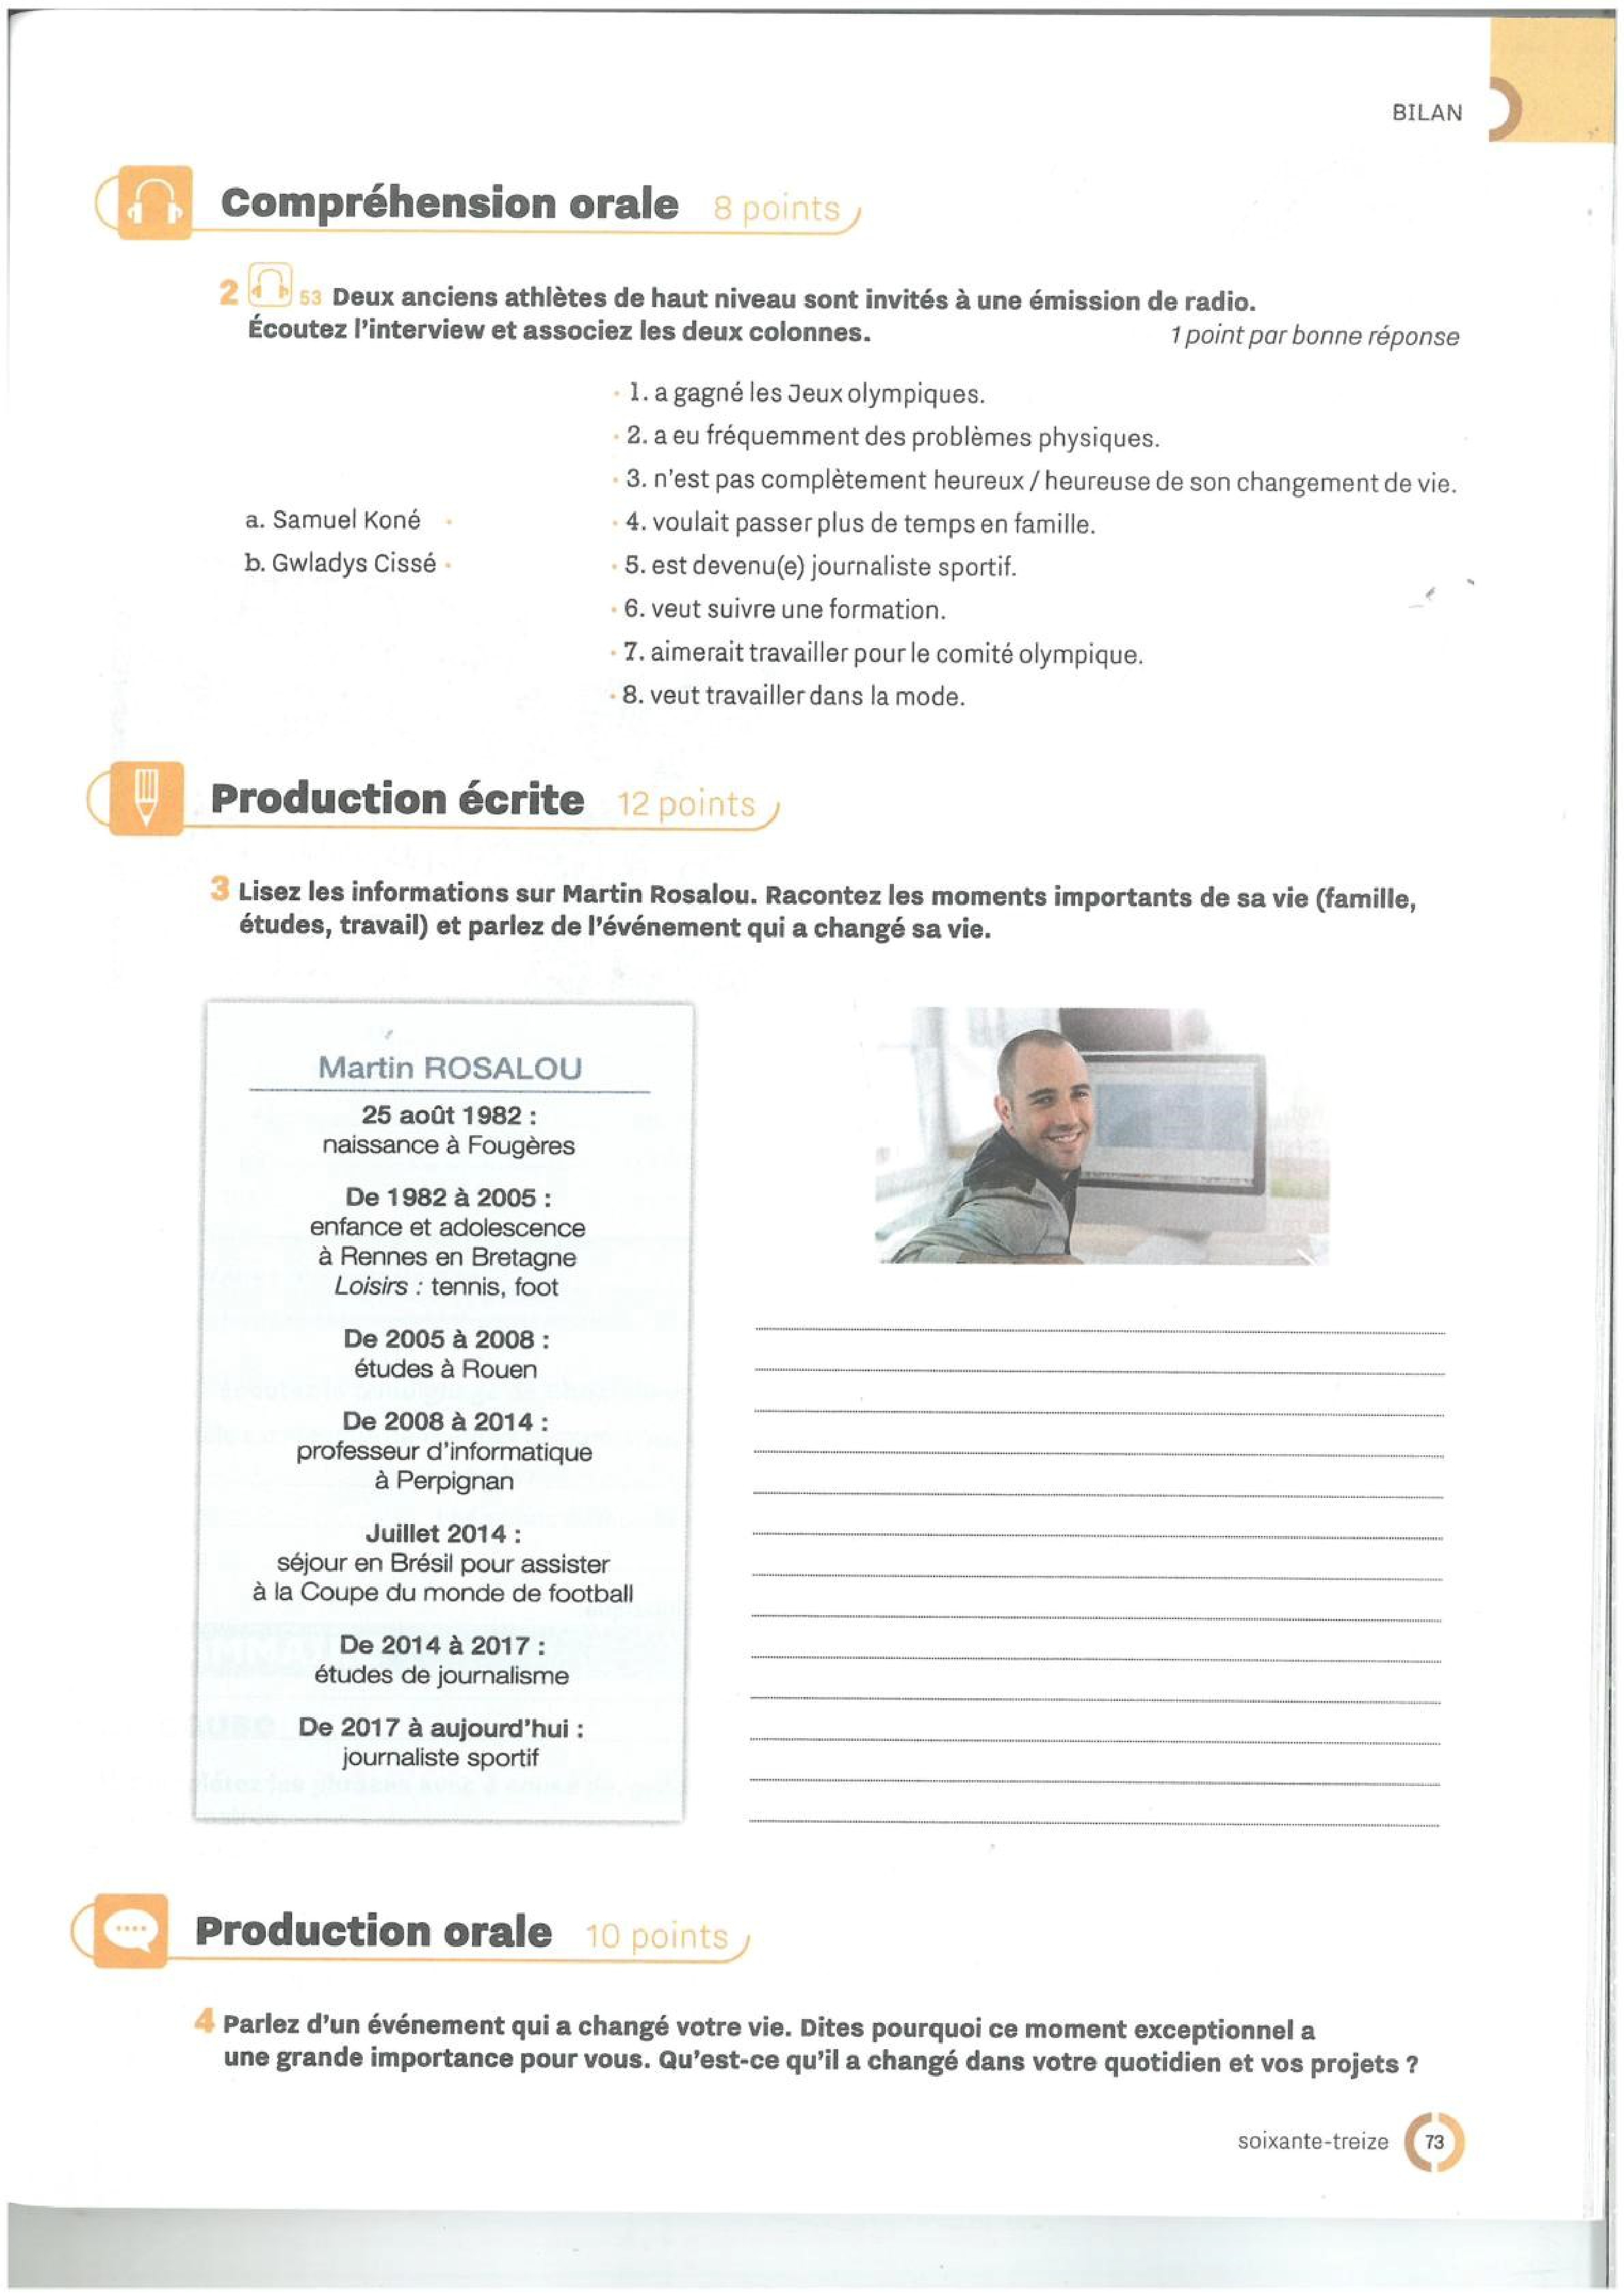 BILAN
Compréhension orale 8 points
2 53 Deux anciens athlètes de haut niveau sont invités à une émission de radio.
Écoutez l'interview et associez les deux colonnes.
1 point par bonne réponse
1. a gagné les Jeux olympiques.
2. a eu fréquemment des problèmes physiques.
3. n'est pas complètement heureux / heureuse de son changement de vie.
a. Samuel Koné
4. voulait passer plus de temps en famille.
b. Gwladys Cissé
5. est devenu(e) journaliste sportif.
6. veut suivre une formation.
7. aimerait travailler pour le comité olympique.
8. veut travailler dans la mode.
Production écrite 12 points
3 Lisez les informations sur Martin Rosalou. Racontez les moments importants de sa vie (famille,
études, travail) et parlez de l'événement qui a changé sa vie.
Martin ROSALOU
25 août 1982 :
naissance à Fougères
De 1982 à 2005 :
enfance et adolescence
à Rennes en Bretagne
Loisirs : tennis, foot
De 2005 à 2008 :
études à Rouen
De 2008 à 2014 :
professeur d'informatique
à Perpignan
Juillet 2014 :
séjour en Brésil pour assister
à la Coupe du monde de football
De 2014 à 2017 :
études de journalisme
De 2017 à aujourd'hui :
journaliste sportif
Production orale 10 points
4 Parlez d'un événement qui a changé votre vie. Dites pourquoi ce moment exceptionnel a
une grande importance pour vous. Qu'est-ce qu'il a changé dans votre quotidien et vos projets ?
soixante-treize 73